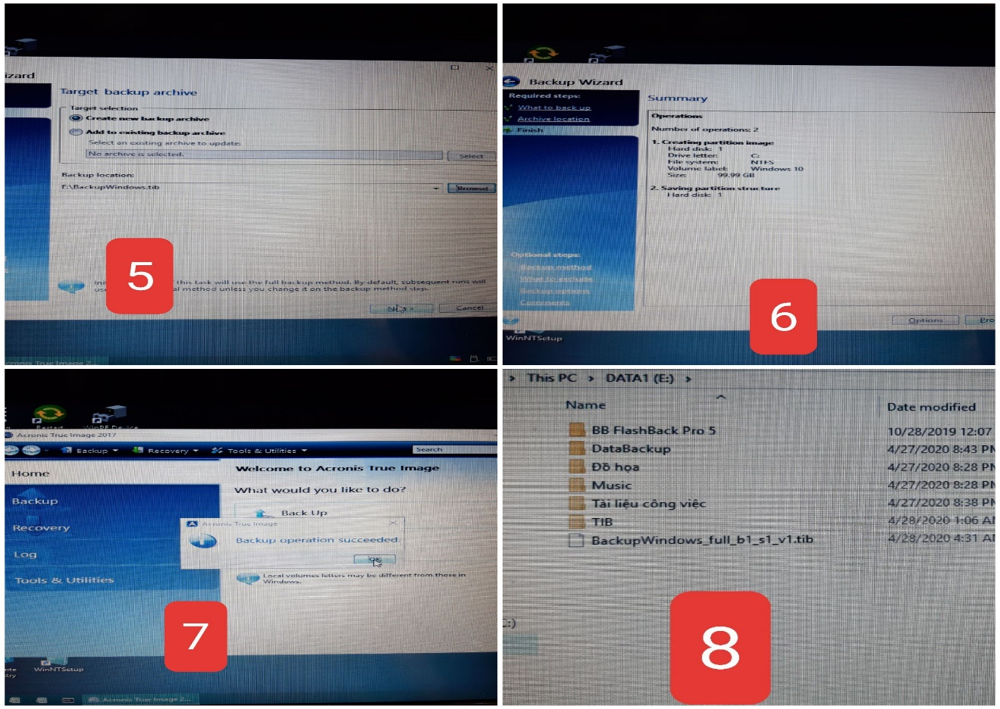 izard
Target backup archive
Target selection
Create new backup archive
Add to existing backup archive
Select an existing archive to update:
No archive is selected.
Select
Backup location:
F:\BackupWindows.tib
Browse
this task will use the full backup method. By default, subsequent runs will
method unless you change it on the backup method step.
Cancel
5
Backup Wizard
Required steps:
What to back up
Archive location
Finish
Summary
Operations
Number of operations: 2
1. Creating partition image
Hard disk: 1
Drive letter: C:
File system: NTFS
Volume label: Windows 10
Size: 99.99 GB
2. Saving partition structure
Hard disk: 1
Optional steps:
Backup method
What to exclude
Backup options
Comments
Options
Pro
WinNTSetup
6
Restart
WinPE Device
Acronis True Image 2017
Backup
Recovery
Tools & Utilities
Search
Home
Backup
Recovery
Log
Tools & Utilities
Welcome to Acronis True Image
What would you like to do?
Back Up
Acronis True Image
Backup operation succeeded.
OK
Local volumes letters may be different from those in
Windows.
WinNTSetup
Acronis True Image 2...
7
This PC > DATA1 (E:) >
Name
Date modified
BB FlashBack Pro 5 10/28/2019 12:07
DataBackup 4/27/2020 8:43 PM
Đồ họa 4/27/2020 8:28 PM
Music 4/27/2020 8:28 PM
Tài liệu công việc 4/27/2020 8:38 PM
TIB 4/28/2020 1:06 AM
BackupWindows_full_b1_s1_v1.tib 4/28/2020 4:31 AM
C:)
8